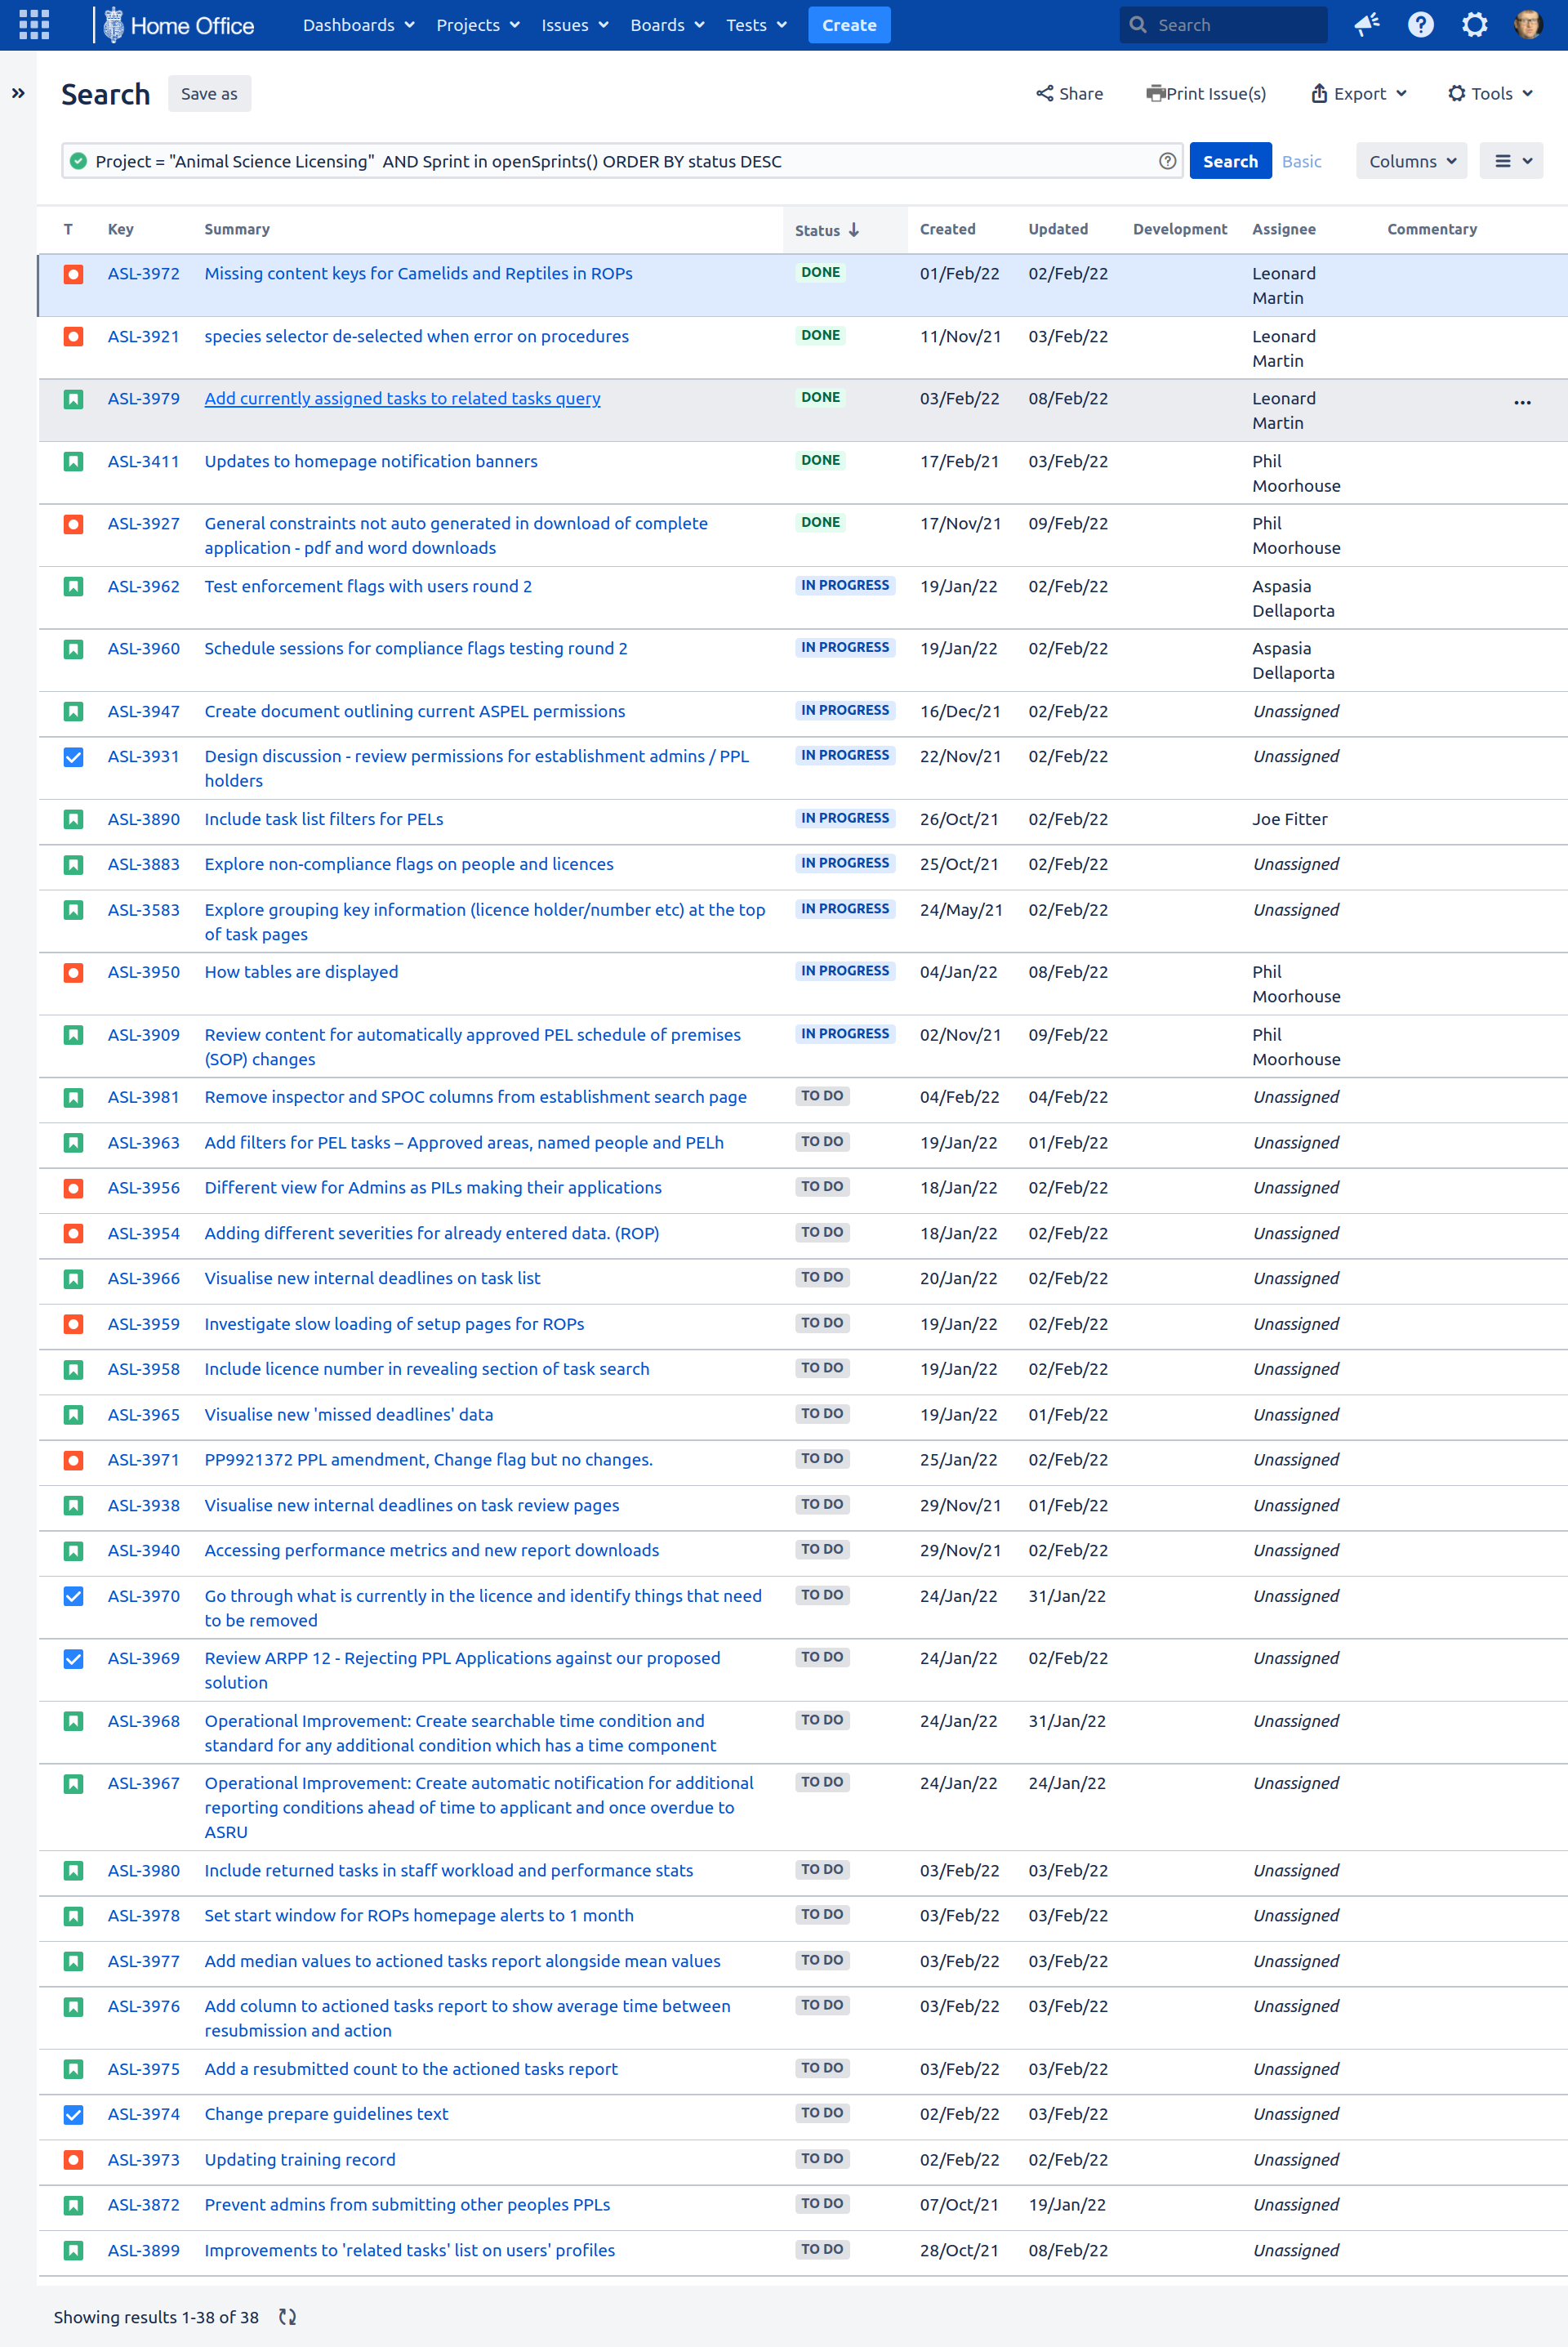 Home Office Dashboards Projects Issues Boards Tests Create Search
Search Save as Share Print Issue(s) Export Tools
Project = "Animal Science Licensing" AND Sprint in openSprints() ORDER BY status DESC Search Basic Columns
T Key Summary Status Created Updated Development Assignee Commentary
ASL-3972 Missing content keys for Camelids and Reptiles in ROPs DONE 01/Feb/22 02/Feb/22 Leonard
Martin
ASL-3921 species selector de-selected when error on procedures DONE 11/Nov/21 03/Feb/22 Leonard
Martin
ASL-3979 Add currently assigned tasks to related tasks query DONE 03/Feb/22 08/Feb/22 Leonard
Martin
ASL-3411 Updates to homepage notification banners DONE 17/Feb/21 03/Feb/22 Phil
Moorhouse
ASL-3927 General constraints not auto generated in download of complete DONE 17/Nov/21 09/Feb/22 Phil
application - pdf and word downloads Moorhouse
ASL-3962 Test enforcement flags with users round 2 IN PROGRESS 19/Jan/22 02/Feb/22 Aspasia
Dellaporta
ASL-3960 Schedule sessions for compliance flags testing round 2 IN PROGRESS 19/Jan/22 02/Feb/22 Aspasia
Dellaporta
ASL-3947 Create document outlining current ASPEL permissions IN PROGRESS 16/Dec/21 02/Feb/22 Unassigned
ASL-3931 Design discussion - review permissions for establishment admins / PPL IN PROGRESS 22/Nov/21 02/Feb/22 Unassigned
holders
ASL-3890 Include task list filters for PELs IN PROGRESS 26/Oct/21 02/Feb/22 Joe Fitter
ASL-3883 Explore non-compliance flags on people and licences IN PROGRESS 25/Oct/21 02/Feb/22 Unassigned
ASL-3583 Explore grouping key information (licence holder/number etc) at the top IN PROGRESS 24/May/21 02/Feb/22 Unassigned
of task pages
ASL-3950 How tables are displayed IN PROGRESS 04/Jan/22 08/Feb/22 Phil
Moorhouse
ASL-3909 Review content for automatically approved PEL schedule of premises IN PROGRESS 02/Nov/21 09/Feb/22 Phil
(SOP) changes Moorhouse
ASL-3981 Remove inspector and SPOC columns from establishment search page TO DO 04/Feb/22 04/Feb/22 Unassigned
ASL-3963 Add filters for PEL tasks – Approved areas, named people and PELh TO DO 19/Jan/22 01/Feb/22 Unassigned
ASL-3956 Different view for Admins as PILs making their applications TO DO 18/Jan/22 02/Feb/22 Unassigned
ASL-3954 Adding different severities for already entered data. (ROP) TO DO 18/Jan/22 02/Feb/22 Unassigned
ASL-3966 Visualise new internal deadlines on task list TO DO 20/Jan/22 02/Feb/22 Unassigned
ASL-3959 Investigate slow loading of setup pages for ROPs TO DO 19/Jan/22 02/Feb/22 Unassigned
ASL-3958 Include licence number in revealing section of task search TO DO 19/Jan/22 02/Feb/22 Unassigned
ASL-3965 Visualise new 'missed deadlines' data TO DO 19/Jan/22 01/Feb/22 Unassigned
ASL-3971 PP9921372 PPL amendment, Change flag but no changes. TO DO 25/Jan/22 02/Feb/22 Unassigned
ASL-3938 Visualise new internal deadlines on task review pages TO DO 29/Nov/21 01/Feb/22 Unassigned
ASL-3940 Accessing performance metrics and new report downloads TO DO 29/Nov/21 02/Feb/22 Unassigned
ASL-3970 Go through what is currently in the licence and identify things that need TO DO 24/Jan/22 31/Jan/22 Unassigned
to be removed
ASL-3969 Review ARPP 12 - Rejecting PPL Applications against our proposed TO DO 24/Jan/22 02/Feb/22 Unassigned
solution
ASL-3968 Operational Improvement: Create searchable time condition and TO DO 24/Jan/22 31/Jan/22 Unassigned
standard for any additional condition which has a time component
ASL-3967 Operational Improvement: Create automatic notification for additional TO DO 24/Jan/22 24/Jan/22 Unassigned
reporting conditions ahead of time to applicant and once overdue to
ASRU
ASL-3980 Include returned tasks in staff workload and performance stats TO DO 03/Feb/22 03/Feb/22 Unassigned
ASL-3978 Set start window for ROPs homepage alerts to 1 month TO DO 03/Feb/22 03/Feb/22 Unassigned
ASL-3977 Add median values to actioned tasks report alongside mean values TO DO 03/Feb/22 03/Feb/22 Unassigned
ASL-3976 Add column to actioned tasks report to show average time between TO DO 03/Feb/22 03/Feb/22 Unassigned
resubmission and action
ASL-3975 Add a resubmitted count to the actioned tasks report TO DO 03/Feb/22 03/Feb/22 Unassigned
ASL-3974 Change prepare guidelines text TO DO 02/Feb/22 03/Feb/22 Unassigned
ASL-3973 Updating training record TO DO 02/Feb/22 02/Feb/22 Unassigned
ASL-3872 Prevent admins from submitting other peoples PPLs TO DO 07/Oct/21 19/Jan/22 Unassigned
ASL-3899 Improvements to 'related tasks' list on users' profiles TO DO 28/Oct/21 08/Feb/22 Unassigned
Showing results 1-38 of 38